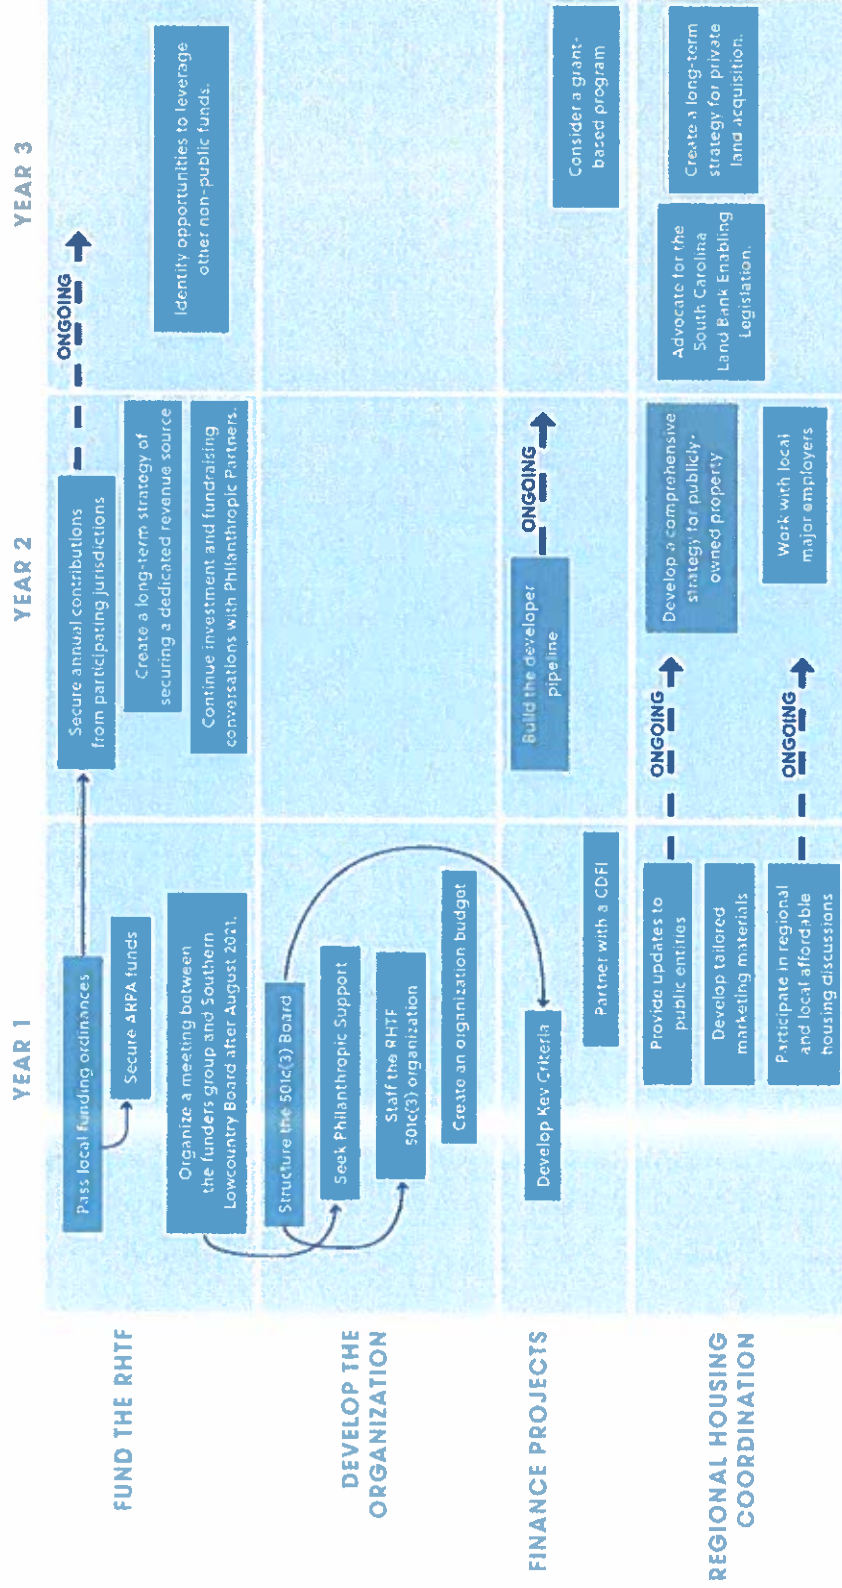 YEAR 1
YEAR 2
YEAR 3
FUND THE RHTF
Pass local funding ordinances
Secure ARPA funds
Organize a meeting between
the funders group and Southern
Lowcountry Board after August 2021.
Secure annual contributions
from participating jurisdictions
ONGOING
Create a long-term strategy of
securing a dedicated revenue source
Continue investment and fundraising
conversations with Philanthropic Partners.
Identify opportunities to leverage
other non-public funds.
DEVELOP THE
ORGANIZATION
Structure the 501c(3) Board
Seek Philanthropic Support
Staff the RHTF
501c(3) organization
Create an organization budget
FINANCE PROJECTS
Develop Key Criteria
Partner with a CDFI
Build the developer
pipeline
ONGOING
Consider a grant-
based program
REGIONAL HOUSING
COORDINATION
Provide updates to
public entities
ONGOING
Develop tailored
marketing materials
Participate in regional
and local affordable
housing discussions
ONGOING
Develop a comprehensive
strategy for publicly-
owned property
Work with local
major employers
Advocate for the
South Carolina
Land Bank Enabling
Legislation.
Create a long-term
strategy for private
land acquisition.